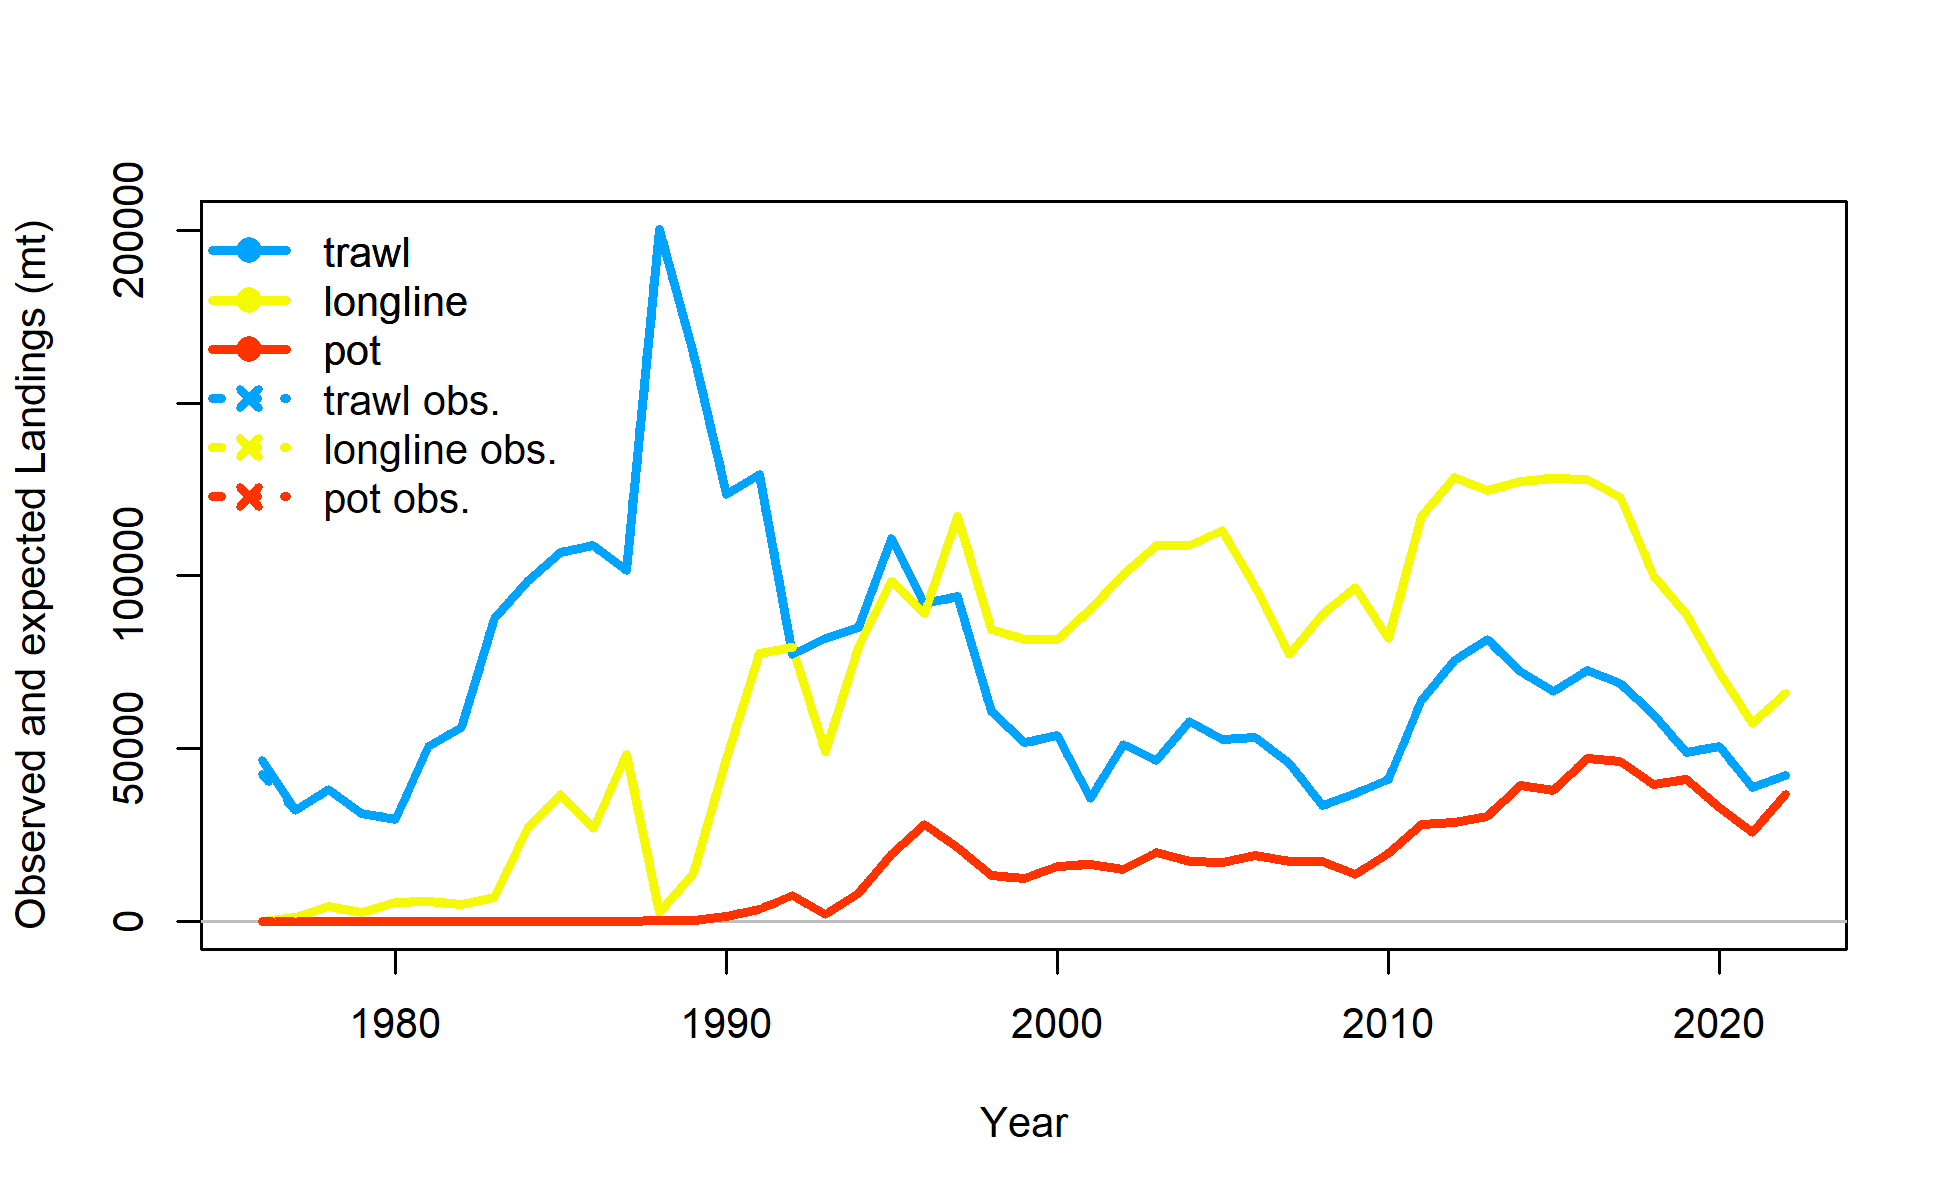 Observed and expected Landings (mt)
200000
100000
50000
0
trawl
longline
pot
trawl obs.
longline obs.
pot obs.
1980
1990
2000
2010
2020
Year